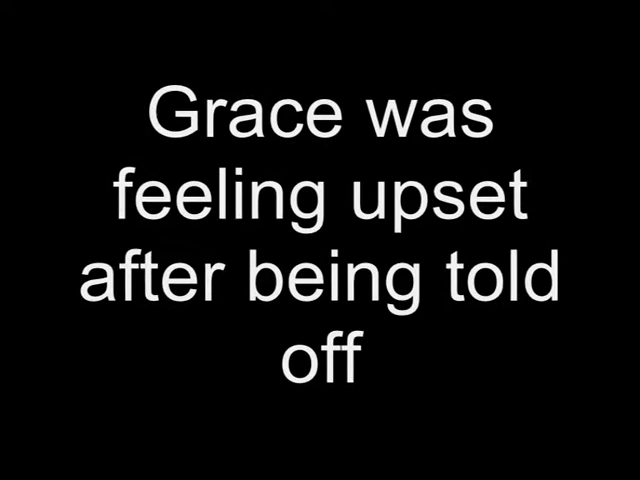 Grace was
feeling upset
after being told
off